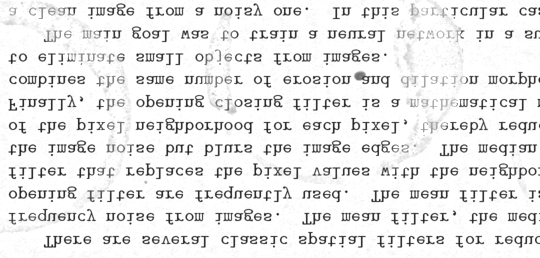 There are several classic spatial filters for reduc
frequency noise from images. The mean filter, the med
opening filter are frequently used. The mean filter is
filter that replaces the pixel values with the neighbor
the image noise but blurs the image edges. The median
of the pixel neighborhood for each pixel, thereby redu
Finally, the opening closing filter is a mathematical
combines the same number of erosion and dilation morph
to eliminate small objects from images.
The main goal was to train a neural network in a su
a clean image from a noisy one. In this particular cas